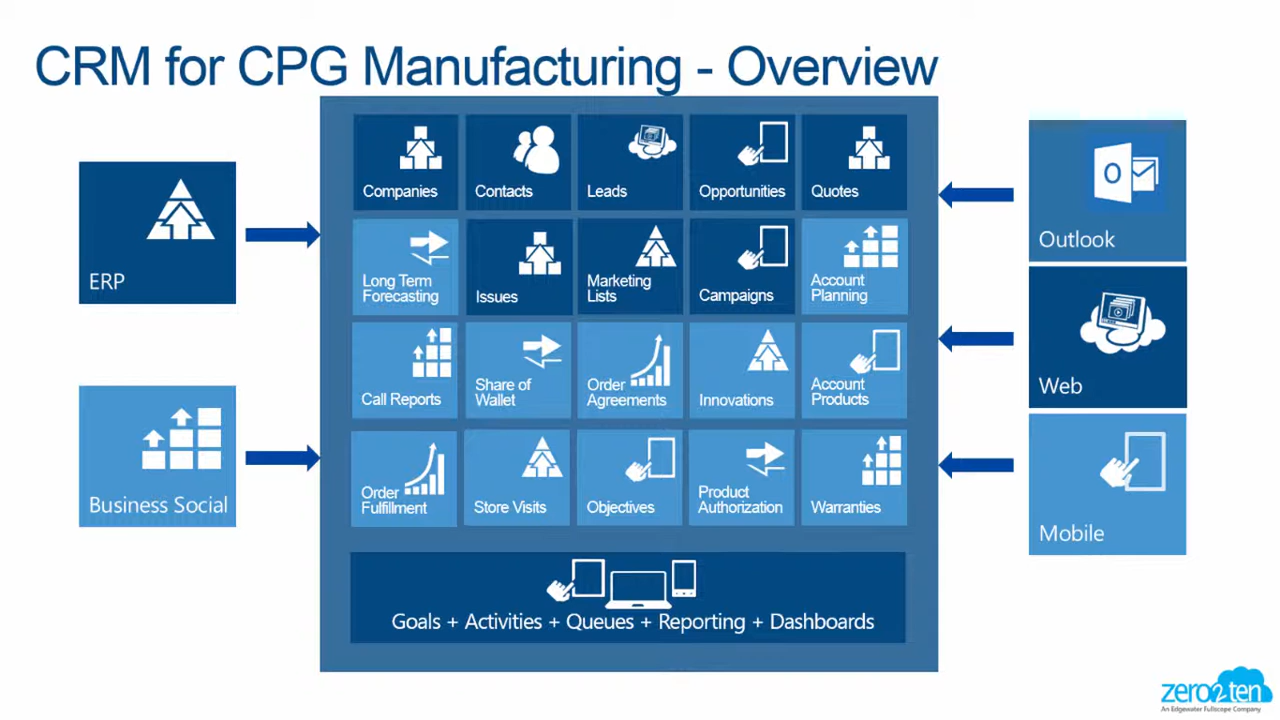 CRM for CPG Manufacturing - Overview
ERP
Business Social
Companies
Contacts
Leads
Opportunities
Quotes
Long Term
Forecasting
Issues
Marketing
Lists
Campaigns
Account
Planning
Call Reports
Share of
Wallet
Order
Agreements
Innovations
Account
Products
Order
Fulfillment
Store Visits
Objectives
Product
Authorization
Warranties
Goals + Activities + Queues + Reporting + Dashboards
O
Outlook
Web
Mobile
zero2ten
An Edgewater Fullscope Company